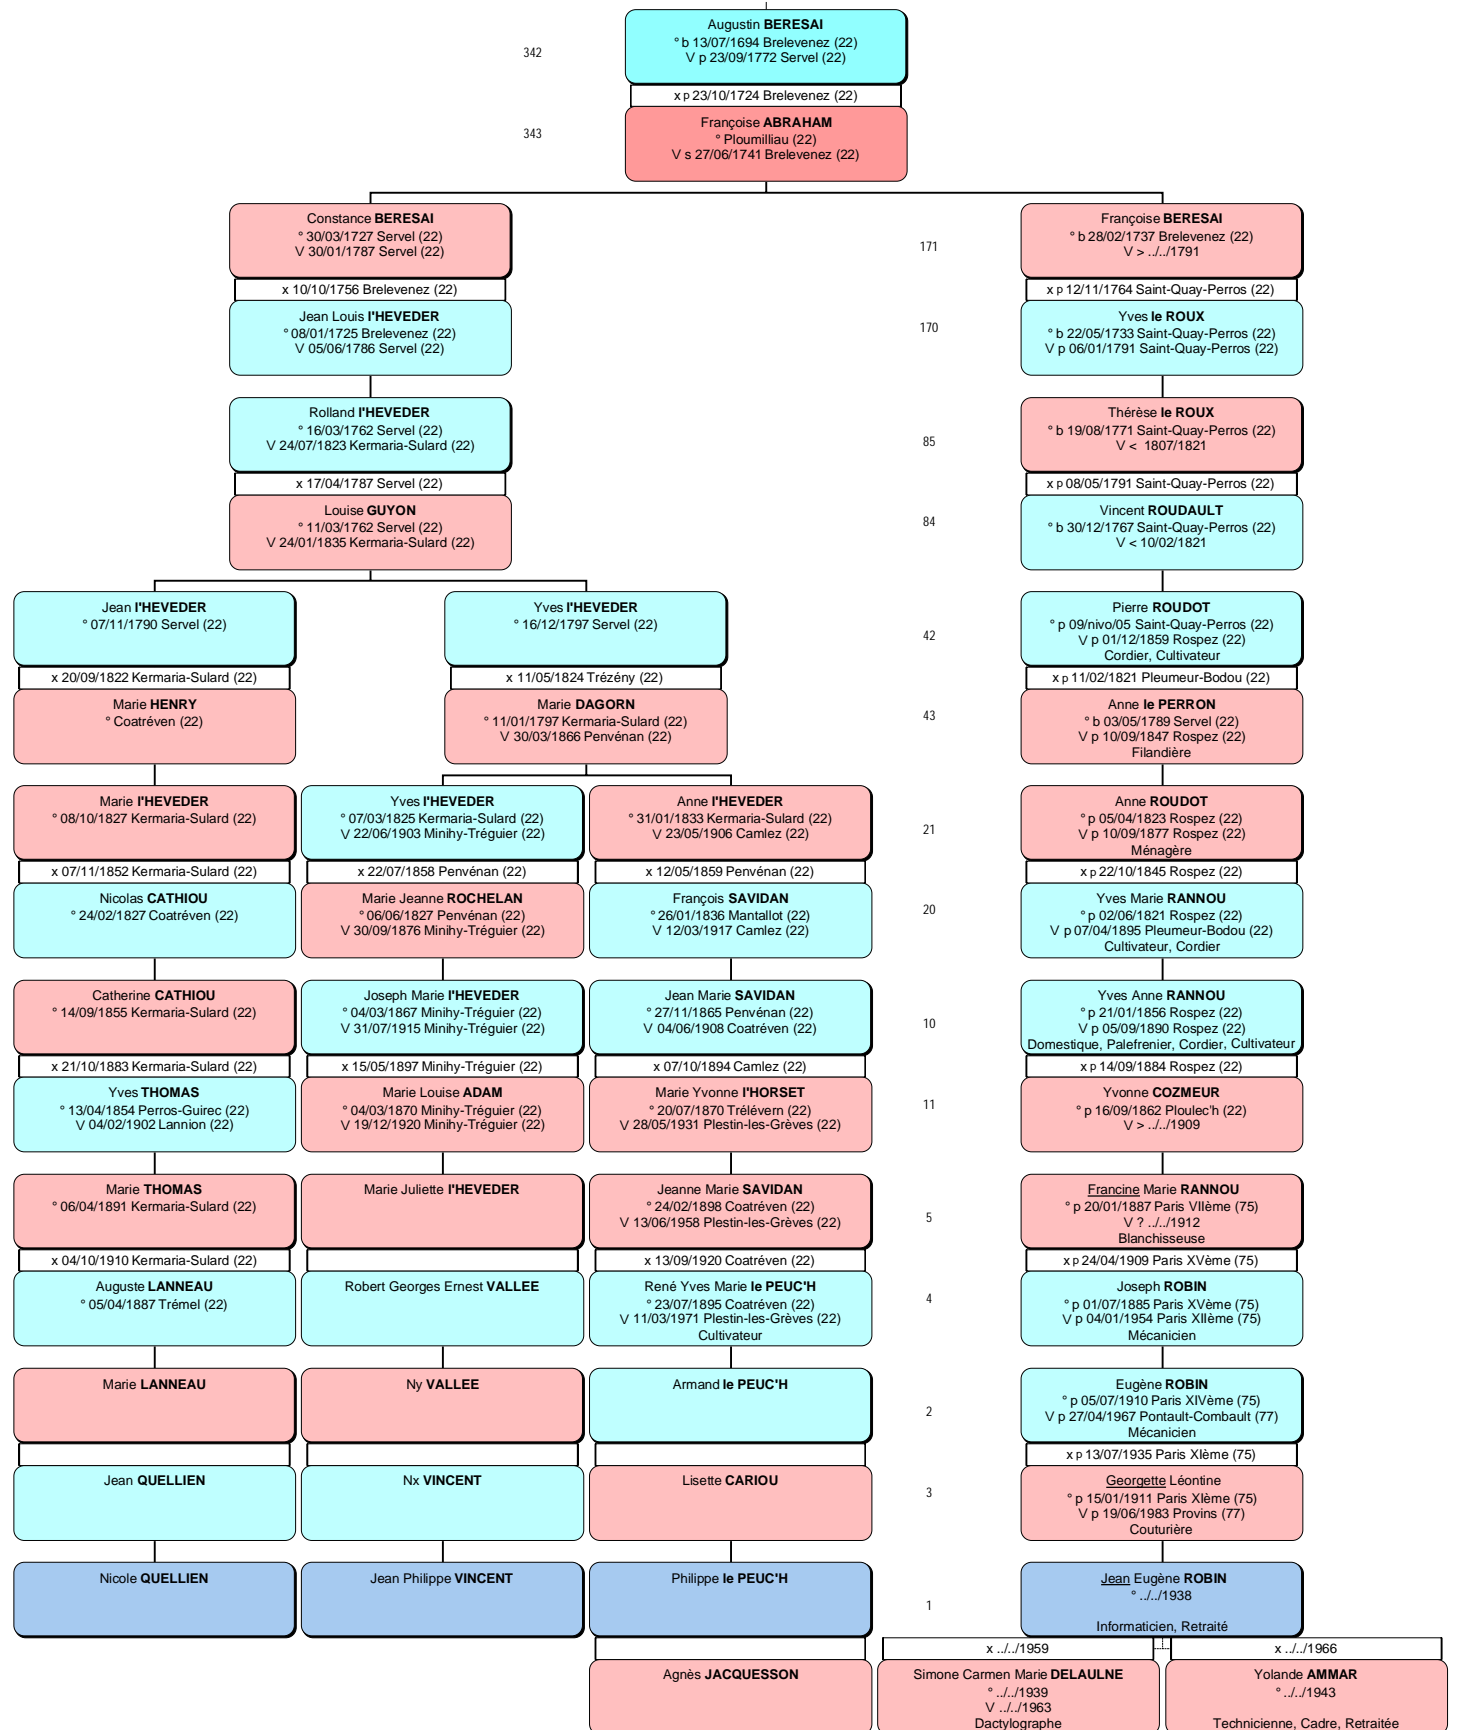 Augustin BERESAI
° b 13/07/1694 Brelevenez (22)
V p 23/09/1772 Servel (22)
342
x p 23/10/1724 Brelevenez (22)
Françoise ABRAHAM
° Ploumilliau (22)
V s 27/06/1741 Brelevenez (22)
343
Constance BERESAI
° 30/03/1727 Servel (22)
V 30/01/1787 Servel (22)
171
Françoise BERESAI
° b 28/02/1737 Brelevenez (22)
V > ../../1791
x 10/10/1756 Brelevenez (22)
x p 12/11/1764 Saint-Quay-Perros (22)
Jean Louis l'HEVEDER
° 08/01/1725 Brelevenez (22)
V 05/06/1786 Servel (22)
170
Yves le ROUX
° b 22/05/1733 Saint-Quay-Perros (22)
V p 06/01/1791 Saint-Quay-Perros (22)
Rolland l'HEVEDER
° 16/03/1762 Servel (22)
V 24/07/1823 Kermaria-Sulard (22)
85
Thérèse le ROUX
° b 19/08/1771 Saint-Quay-Perros (22)
V < 1807/1821
x 17/04/1787 Servel (22)
x p 08/05/1791 Saint-Quay-Perros (22)
Louise GUYON
° 11/03/1762 Servel (22)
V 24/01/1835 Kermaria-Sulard (22)
84
Vincent ROUDAULT
° b 30/12/1767 Saint-Quay-Perros (22)
V < 10/02/1821
Jean l'HEVEDER
° 07/11/1790 Servel (22)
Yves l'HEVEDER
° 16/12/1797 Servel (22)
42
Pierre ROUDOT
° p 09/nivo/05 Saint-Quay-Perros (22)
V p 01/12/1859 Rospez (22)
Cordier, Cultivateur
x 20/09/1822 Kermaria-Sulard (22)
x 11/05/1824 Trézény (22)
x p 11/02/1821 Pleumeur-Bodou (22)
Marie HENRY
° Coatréven (22)
Marie DAGORN
° 11/01/1797 Kermaria-Sulard (22)
V 30/03/1866 Penvénan (22)
43
Anne le PERRON
° b 03/05/1789 Servel (22)
V p 10/09/1847 Rospez (22)
Filandière
Marie l'HEVEDER
° 08/10/1827 Kermaria-Sulard (22)
Yves l'HEVEDER
° 07/03/1825 Kermaria-Sulard (22)
V 22/06/1903 Minihy-Tréguier (22)
Anne l'HEVEDER
° 31/01/1833 Kermaria-Sulard (22)
V 23/05/1906 Camlez (22)
21
Anne ROUDOT
° p 05/04/1823 Rospez (22)
V p 10/09/1877 Rospez (22)
Ménagère
x 07/11/1852 Kermaria-Sulard (22)
x 22/07/1858 Penvénan (22)
x 12/05/1859 Penvénan (22)
x p 22/10/1845 Rospez (22)
Nicolas CATHIOU
° 24/02/1827 Coatréven (22)
Marie Jeanne ROCHELAN
° 06/06/1827 Penvénan (22)
V 30/09/1876 Minihy-Tréguier (22)
François SAVIDAN
° 26/01/1836 Mantallot (22)
V 12/03/1917 Camlez (22)
20
Yves Marie RANNOU
° p 02/06/1821 Rospez (22)
V p 07/04/1895 Pleumeur-Bodou (22)
Cultivateur, Cordier
Catherine CATHIOU
° 14/09/1855 Kermaria-Sulard (22)
Joseph Marie l'HEVEDER
° 04/03/1867 Minihy-Tréguier (22)
V 31/07/1915 Minihy-Tréguier (22)
Jean Marie SAVIDAN
° 27/11/1865 Penvénan (22)
V 04/06/1908 Coatréven (22)
10
Yves Anne RANNOU
° p 21/01/1856 Rospez (22)
V p 05/09/1890 Rospez (22)
Domestique, Palefrenier, Cordier, Cultivateur
x 21/10/1883 Kermaria-Sulard (22)
x 15/05/1897 Minihy-Tréguier (22)
x 07/10/1894 Camlez (22)
x p 14/09/1884 Rospez (22)
Yves THOMAS
° 13/04/1854 Perros-Guirec (22)
V 04/02/1902 Lannion (22)
Marie Louise ADAM
° 04/03/1870 Minihy-Tréguier (22)
V 19/12/1920 Minihy-Tréguier (22)
Marie Yvonne l'HORSET
° 20/07/1870 Trélévern (22)
V 28/05/1931 Plestin-les-Grèves (22)
11
Yvonne COZMEUR
° p 16/09/1862 Ploulec'h (22)
V > ../../1909
Marie THOMAS
° 06/04/1891 Kermaria-Sulard (22)
Marie Juliette l'HEVEDER
Jeanne Marie SAVIDAN
° 24/02/1898 Coatréven (22)
V 13/06/1958 Plestin-les-Grèves (22)
5
Francine Marie RANNOU
° p 20/01/1887 Paris VIIème (75)
V ? ../../1912
Blanchisseuse
x 04/10/1910 Kermaria-Sulard (22)
x 13/09/1920 Coatréven (22)
x p 24/04/1909 Paris XVème (75)
Auguste LANNEAU
° 05/04/1887 Trémel (22)
Robert Georges Ernest VALLEE
René Yves Marie le PEUC'H
° 23/07/1895 Coatréven (22)
V 11/03/1971 Plestin-les-Grèves (22)
Cultivateur
4
Joseph ROBIN
° p 01/07/1885 Paris XVème (75)
V p 04/01/1954 Paris XIIème (75)
Mécanicien
Marie LANNEAU
Ny VALLEE
Armand le PEUC'H
2
Eugène ROBIN
° p 05/07/1910 Paris XIVème (75)
V p 27/04/1967 Pontault-Combault (77)
Mécanicien
x p 13/07/1935 Paris XIème (75)
Jean QUELLIEN
Nx VINCENT
Lisette CARIOU
3
Georgette Léontine
° p 15/01/1911 Paris XIème (75)
V p 19/06/1983 Provins (77)
Couturière
Nicole QUELLIEN
Jean Philippe VINCENT
Philippe le PEUC'H
1
Jean Eugène ROBIN
° ../../1938
Informaticien, Retraité
x ../../1959
x ../../1966
Agnès JACQUESSON
Simone Carmen Marie DELAULNE
° ../../1939
V ../../1963
Dactylographe
Yolande AMMAR
° ../../1943
Technicienne, Cadre, Retraitée